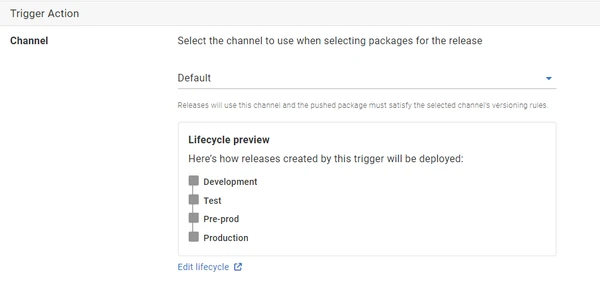 Trigger Action
Channel
Select the channel to use when selecting packages for the release
Default
Releases will use this channel and the pushed package must satisfy the selected channel's versioning rules.
Lifecycle preview
Here's how releases created by this trigger will be deployed:
Development
Test
Pre-prod
Production
Edit lifecycle